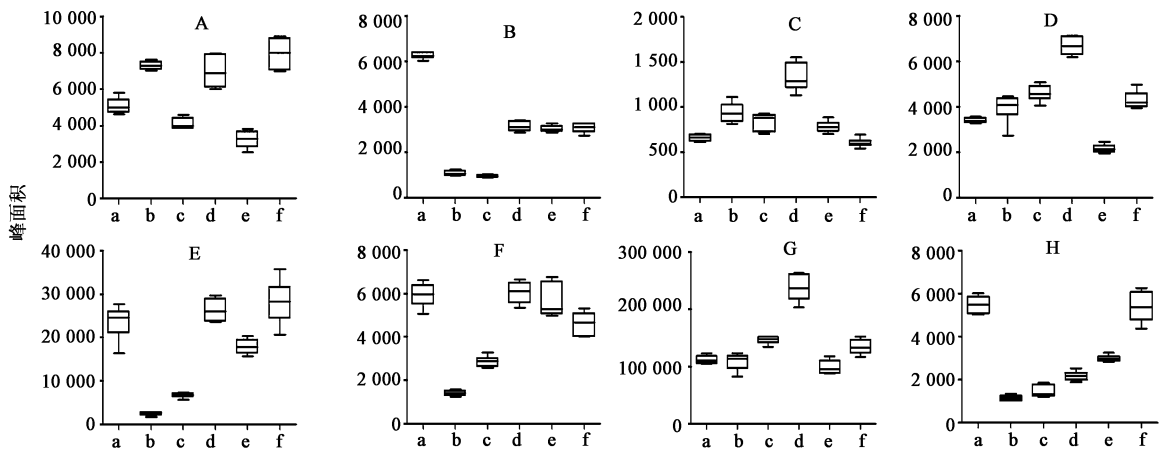 峰面积
A
10 000
8 000
6 000
4 000
2 000
0
a b c d e f
B
8 000
6 000
4 000
2 000
0
a b c d e f
C
2 000
1 500
1 000
500
0
a b c d e f
D
8 000
6 000
4 000
2 000
0
a b c d e f
E
40 000
30 000
20 000
10 000
0
a b c d e f
F
8 000
6 000
4 000
2 000
0
a b c d e f
G
300 000
200 000
100 000
0
a b c d e f
H
8 000
6 000
4 000
2 000
0
a b c d e f